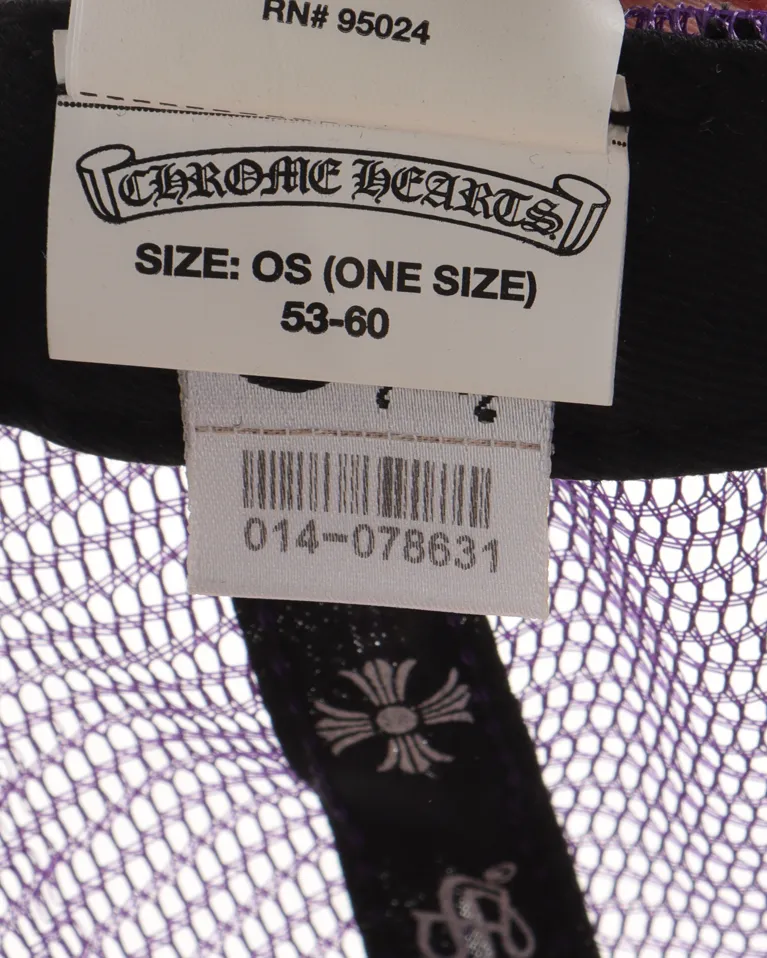 RN# 95024
CHROME HEARTS
SIZE: OS (ONE SIZE)
53-60
014-078631